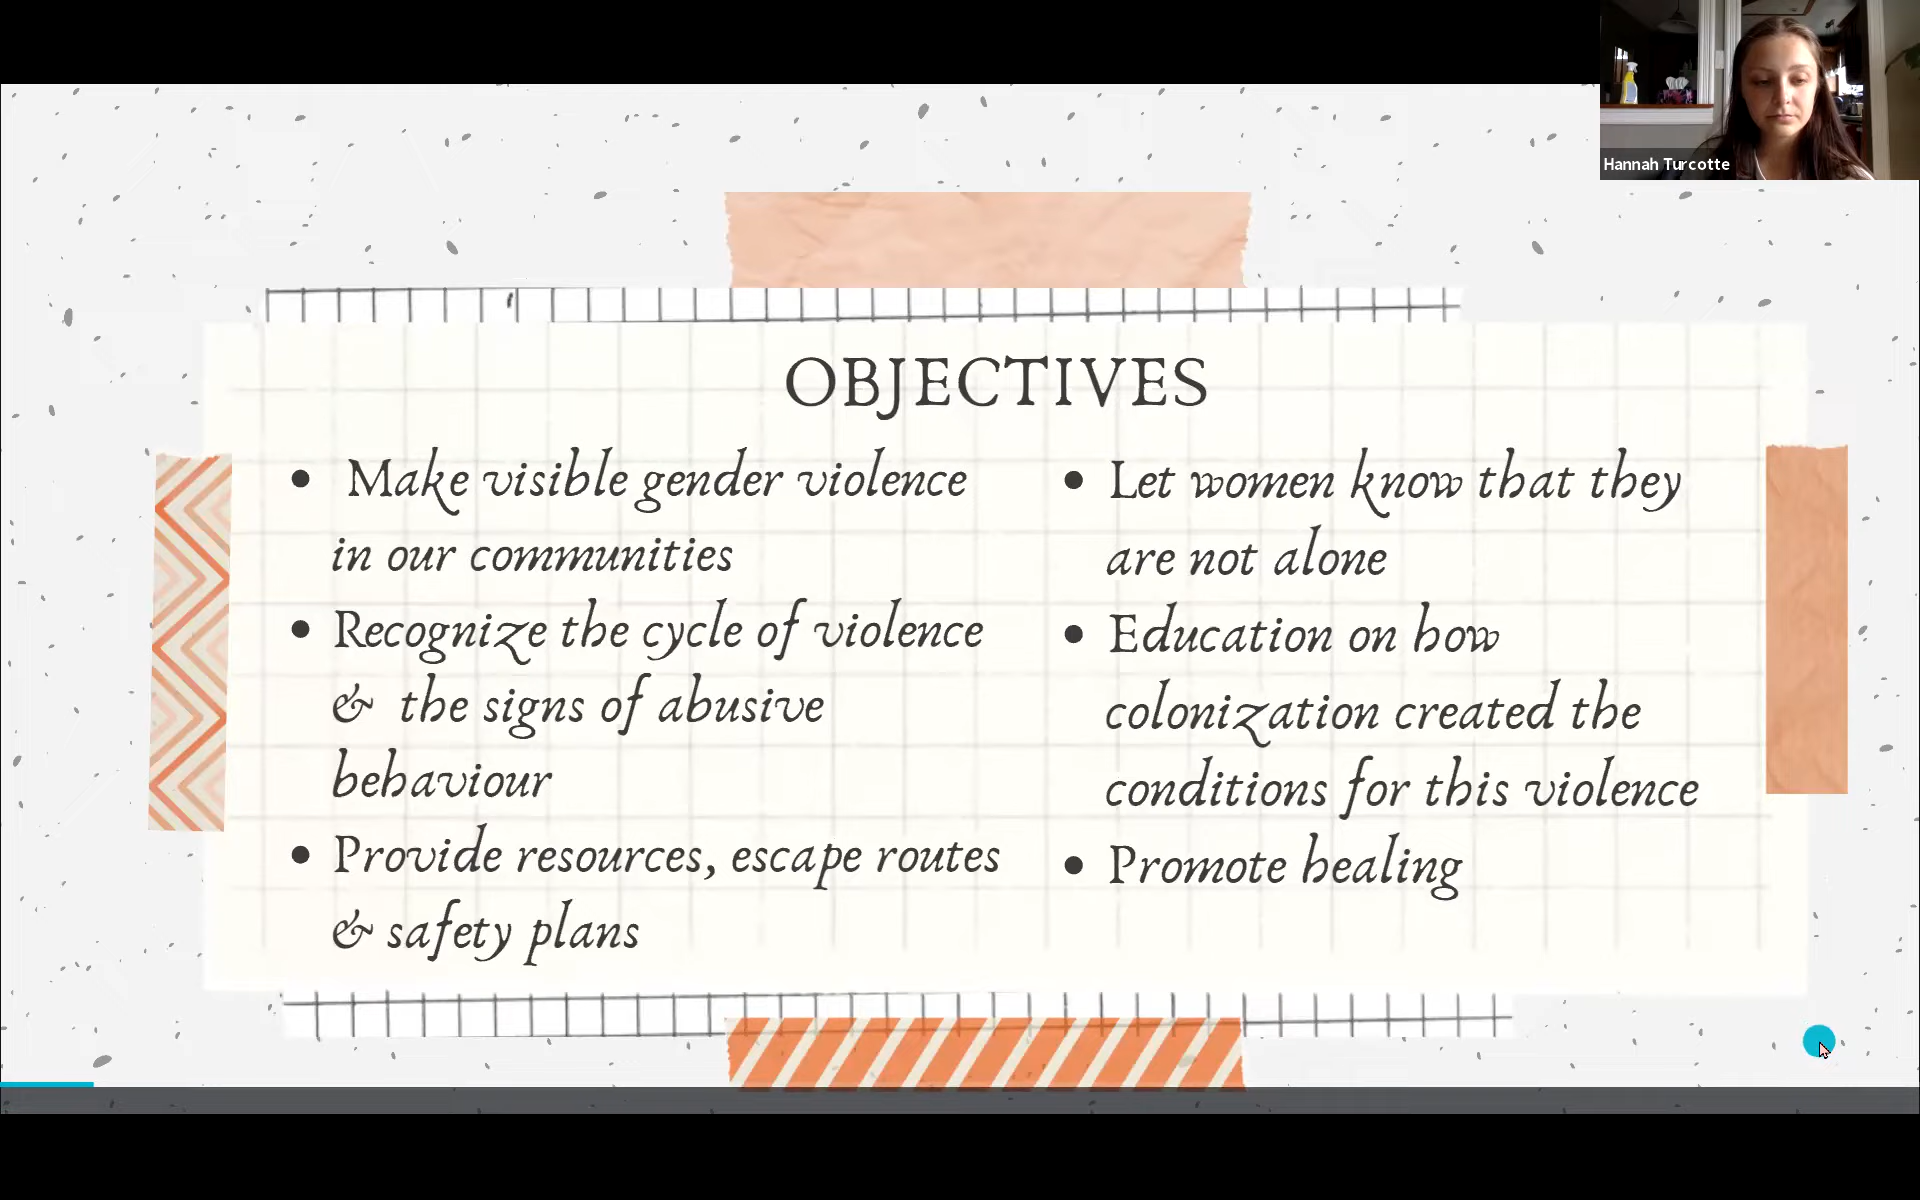 Hannah Turcotte
OBJECTIVES
• Make visible gender violence
in our communities
• Recognize the cycle of violence
& the signs of abusive
behaviour
• Provide resources, escape routes
& safety plans
• Let women know that they
are not alone
• Education on how
colonization created the
conditions for this violence
• Promote healing